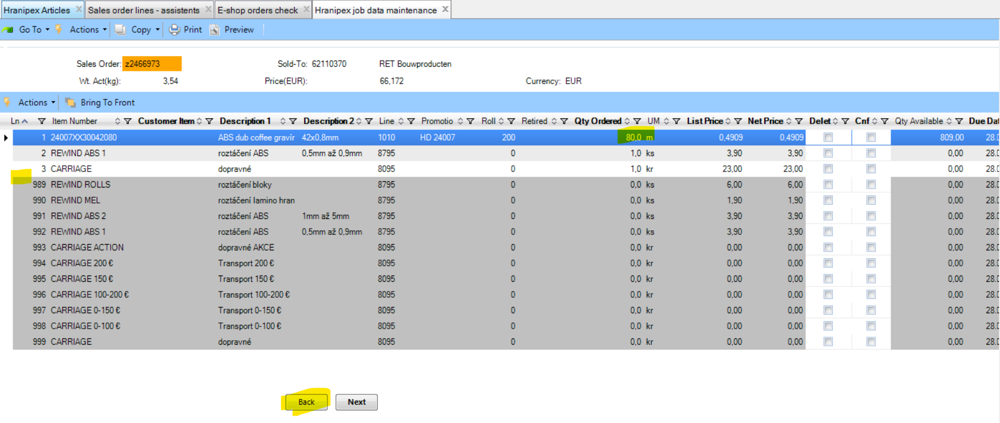 Hranipex Articles Sales order lines - assistents E-shop orders check Hranipex job data maintenance
Go To Actions Copy Print Preview
Sales Order: z2466973 Sold-To: 62110370 RET Bouwproducten
Wt. Act(kg): 3,54 Price(EUR): 66,172 Currency: EUR
Actions Bring To Front
Ln Item Number Customer Item Description 1 Description 2 Line Promotio Roll Retired Qty Ordered UM List Price Net Price Delet Cnf Qty Available Due Dat
1 24007XX30042080 ABS dub coffee gravír 42x0,8mm 1010 HD 24007 200 80,0 m 0,4909 0,4909 809,00 28.0
2 REWIND ABS 1 roztáčení ABS 0,5mm až 0,9mm 8795 0 1,0 ks 3,90 3,90 0,00 28.0
3 CARRIAGE dopravné 8095 0 1,0 kr 23,00 23,00 0,00 28.0
989 REWIND ROLLS roztáčení bloky 8795 0 0,0 ks 6,00 6,00 0,00 28.0
990 REWIND MEL roztáčení lamino hran 8795 0 0,0 ks 1,90 1,90 0,00 28.0
991 REWIND ABS 2 roztáčení ABS 1mm až 5mm 8795 0 0,0 ks 3,90 3,90 0,00 28.0
992 REWIND ABS 1 roztáčení ABS 0,5mm až 0,9mm 8795 0 0,0 ks 3,90 3,90 0,00 28.0
993 CARRIAGE ACTION dopravné AKCE 8095 0 0,0 kr 0,00 0,00 0,00 28.0
994 CARRIAGE 200 € Transport 200 € 8095 0 0,0 kr 0,00 0,00 0,00 28.0
995 CARRIAGE 150 € Transport 150 € 8095 0 0,0 kr 0,00 0,00 0,00 28.0
996 CARRIAGE 100-200 € Transport 100-200 € 8095 0 0,0 kr 0,00 0,00 0,00 28.0
997 CARRIAGE 0-150 € Transport 0-150 € 8095 0 0,0 kr 0,00 0,00 0,00 28.0
998 CARRIAGE 0-100 € Transport 0-100 € 8095 0 0,0 kr 0,00 0,00 0,00 28.0
999 CARRIAGE dopravné 8095 0 0,0 kr 0,00 0,00 0,00 28.0
Back Next